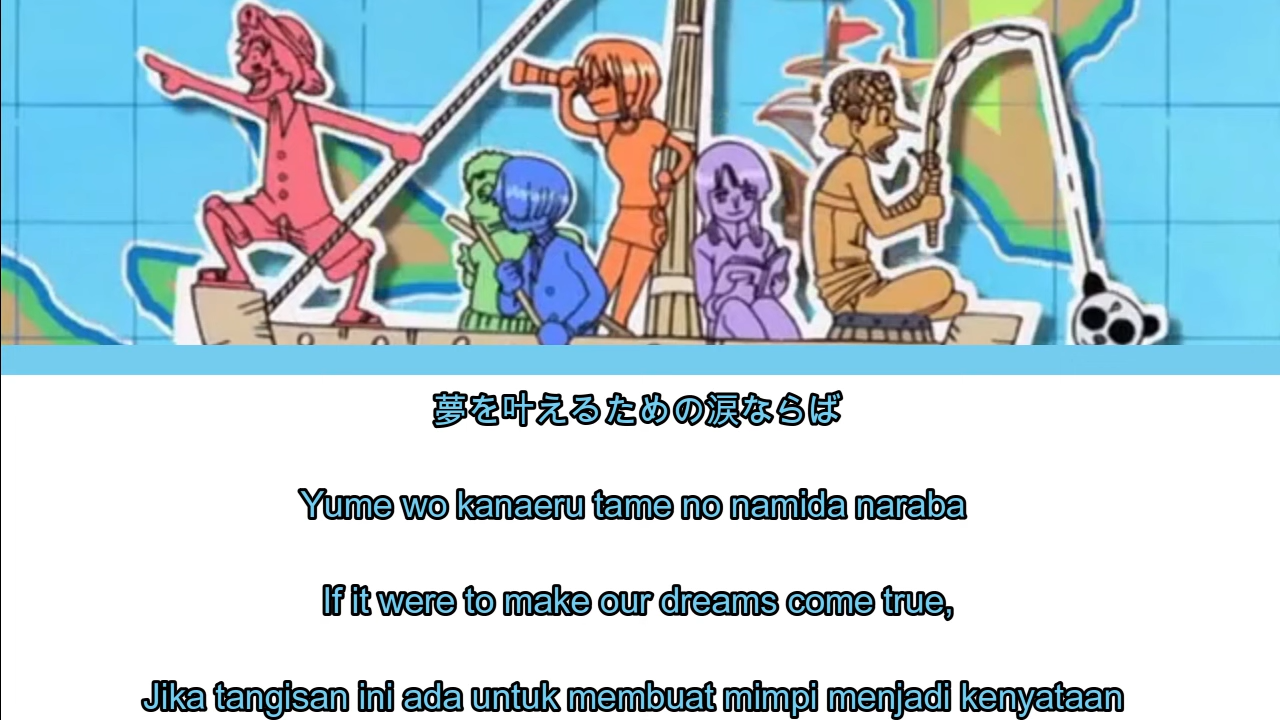 夢を叶えるための涙ならば
Yume wo kanaeru tame no namida naraba
If it were to make our dreams come true,
Jika tangisan ini ada untuk membuat mimpi menjadi kenyataan